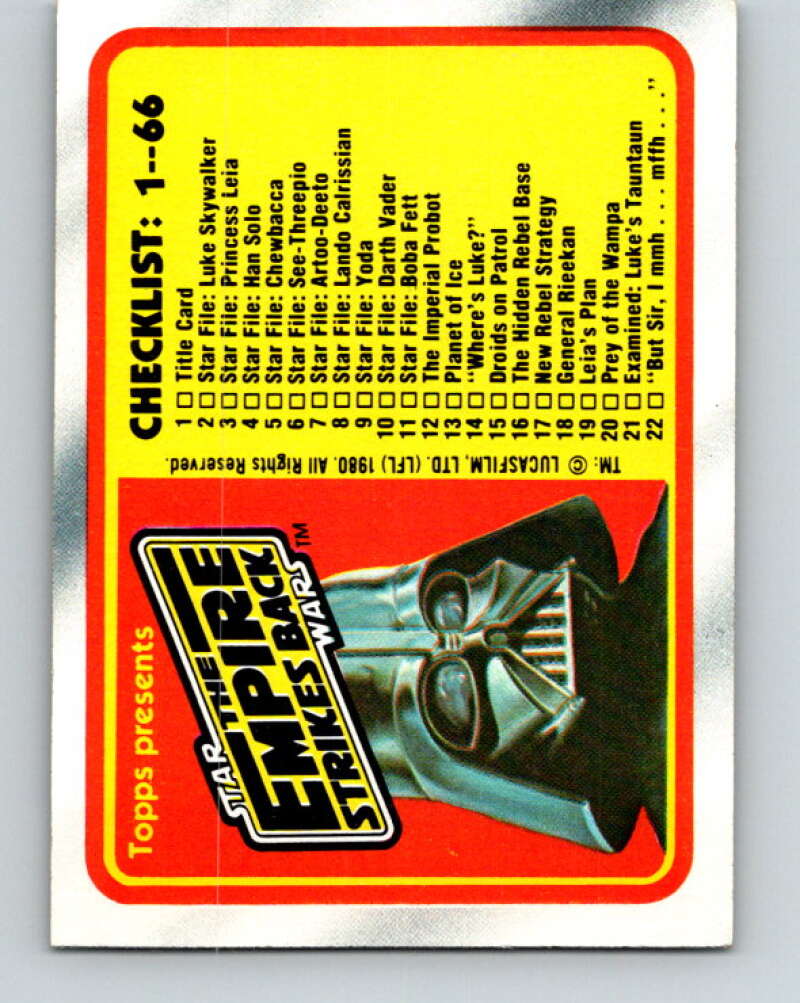 Topps presents
STAR
THE
EMPIRE
STRIKES BACK
WARS™
CHECKLIST: 1--66
1 □ Title Card
2 □ Star File: Luke Skywalker
3 □ Star File: Princess Leia
4 □ Star File: Han Solo
5 □ Star File: Chewbacca
6 □ Star File: See-Threepio
7 □ Star File: Artoo-Deeto
8 □ Star File: Lando Calrissian
9 □ Star File: Yoda
10 □ Star File: Darth Vader
11 □ Star File: Boba Fett
12 □ The Imperial Probot
13 □ Planet of Ice
14 □ "Where's Luke?"
15 □ Droids on Patrol
16 □ The Hidden Rebel Base
17 □ New Rebel Strategy
18 □ General Rieekan
19 □ Leia's Plan
20 □ Prey of the Wampa
21 □ Examined: Luke's Tauntaun
22 □ "But Sir, I mmh . . . mffh . . ."
TM: © LUCASFILM, LTD. (LFL) 1980. All Rights Reserved.